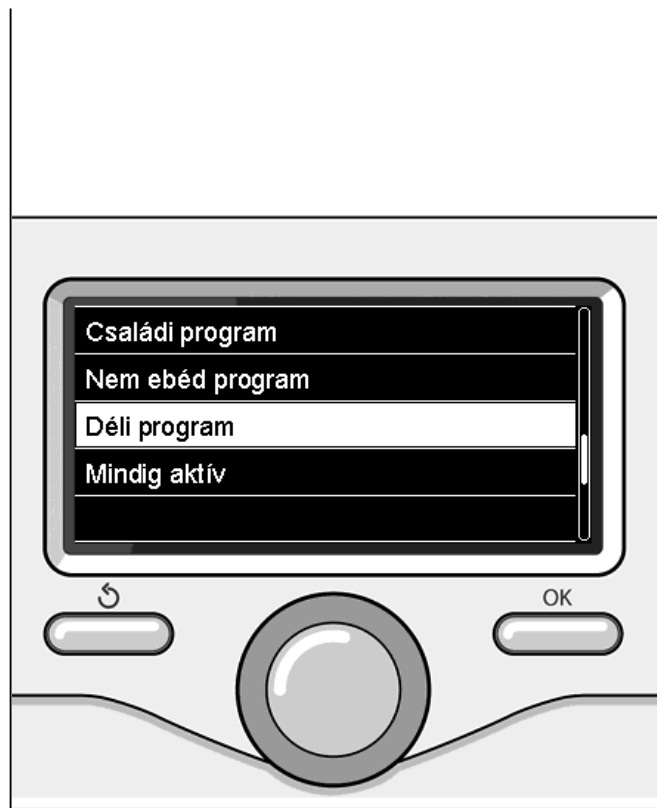 Családi program
Nem ebéd program
Déli program
Mindig aktív
OK